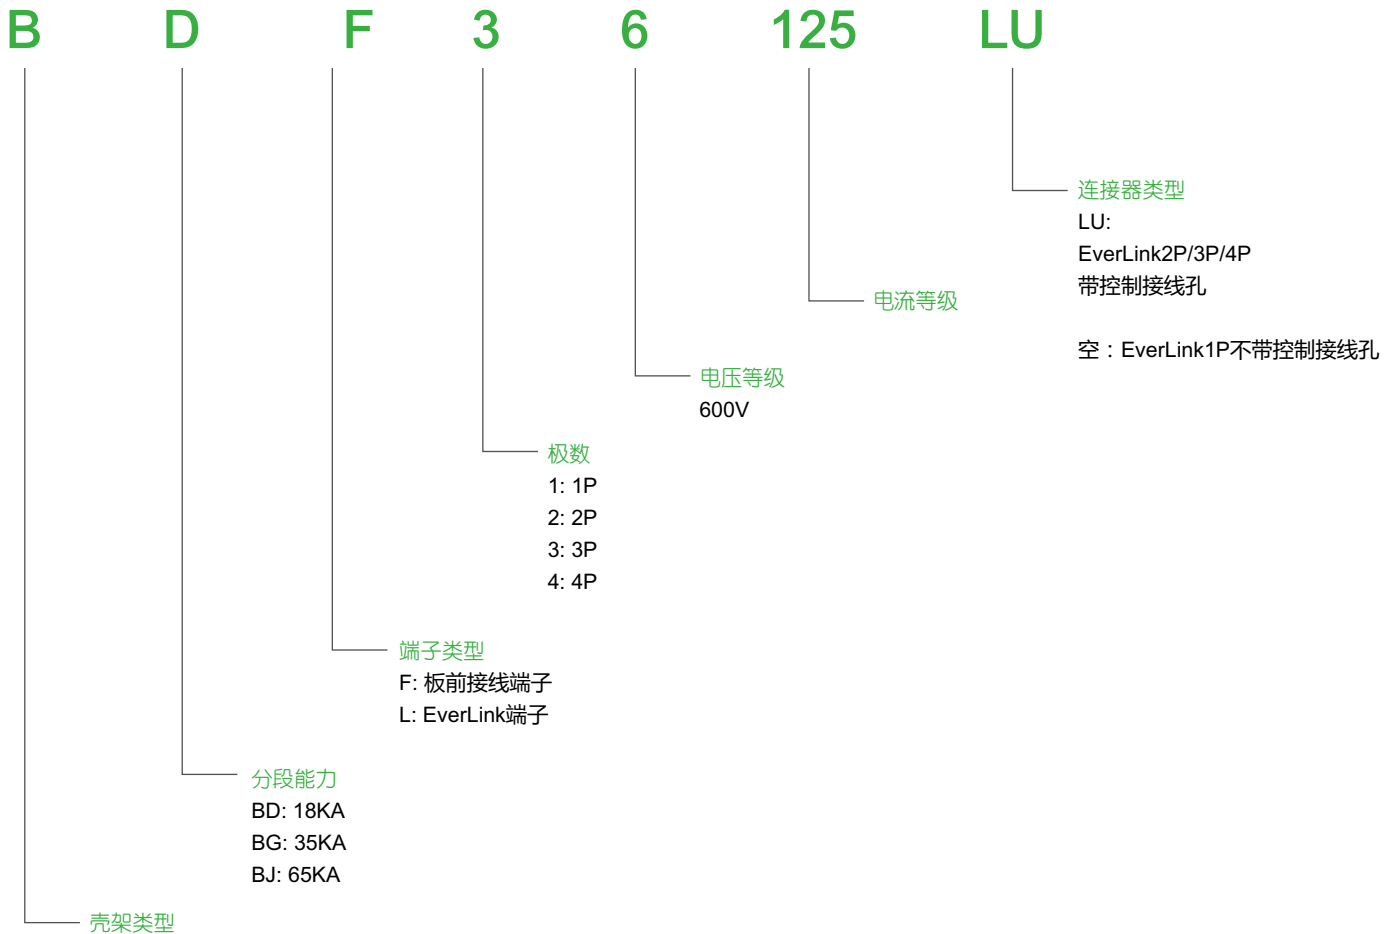 B D F 3 6 125 LU
连接器类型
LU:
EverLink2P/3P/4P
带控制接线孔
空：EverLink1P不带控制接线孔
电流等级
电压等级
600V
极数
1: 1P
2: 2P
3: 3P
4: 4P
端子类型
F: 板前接线端子
L: EverLink端子
分段能力
BD: 18KA
BG: 35KA
BJ: 65KA
壳架类型